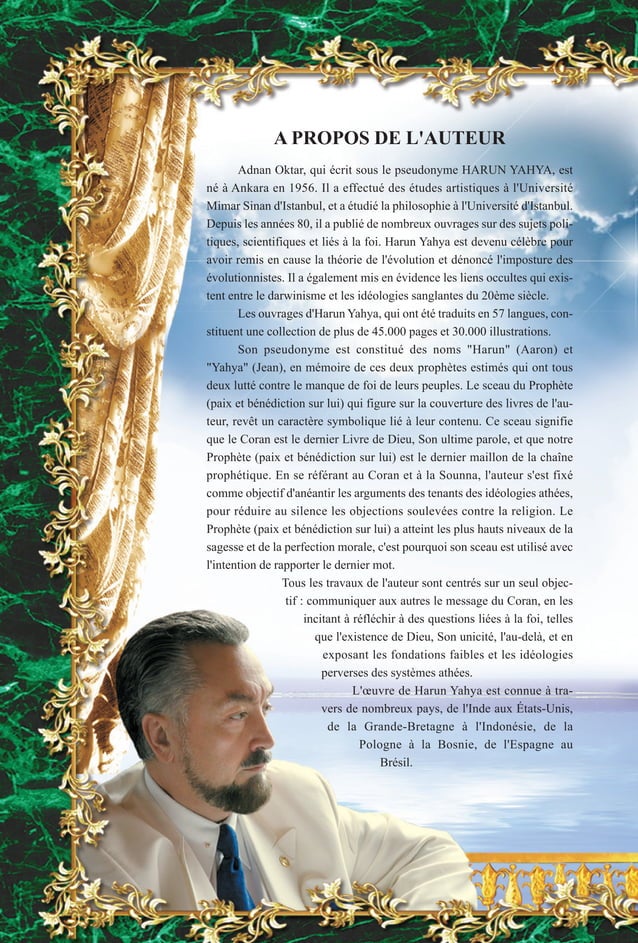 A PROPOS DE L'AUTEUR
Adnan Oktar, qui écrit sous le pseudonyme HARUN YAHYA, est
né à Ankara en 1956. Il a effectué des études artistiques à l'Université
Mimar Sinan d'Istanbul, et a étudié la philosophie à l'Université d'Istanbul.
Depuis les années 80, il a publié de nombreux ouvrages sur des sujets poli-
tiques, scientifiques et liés à la foi. Harun Yahya est devenu célèbre pour
avoir remis en cause la théorie de l'évolution et dénoncé l'imposture des
évolutionnistes. Il a également mis en évidence les liens occultes qui exis-
tent entre le darwinisme et les idéologies sanglantes du 20ème siècle.
Les ouvrages d'Harun Yahya, qui ont été traduits en 57 langues, con-
stituent une collection de plus de 45.000 pages et 30.000 illustrations.
Son pseudonyme est constitué des noms "Harun" (Aaron) et
"Yahya" (Jean), en mémoire de ces deux prophètes estimés qui ont tous
deux lutté contre le manque de foi de leurs peuples. Le sceau du Prophète
(paix et bénédiction sur lui) qui figure sur la couverture des livres de l'au-
teur, revêt un caractère symbolique lié à leur contenu. Ce sceau signifie
que le Coran est le dernier Livre de Dieu, Son ultime parole, et que notre
Prophète (paix et bénédiction sur lui) est le dernier maillon de la chaîne
prophétique. En se référant au Coran et à la Sounna, l'auteur s'est fixé
comme objectif d'anéantir les arguments des tenants des idéologies athées,
pour réduire au silence les objections soulevées contre la religion. Le
Prophète (paix et bénédiction sur lui) a atteint les plus hauts niveaux de la
sagesse et de la perfection morale, c'est pourquoi son sceau est utilisé avec
l'intention de rapporter le dernier mot.
Tous les travaux de l'auteur sont centrés sur un seul objec-
tif : communiquer aux autres le message du Coran, en les
incitant à réfléchir à des questions liées à la foi, telles
que l'existence de Dieu, Son unicité, l'au-delà, et en
exposant les fondations faibles et les idéologies
perverses des systèmes athées.
L'œuvre de Harun Yahya est connue à tra-
vers de nombreux pays, de l'Inde aux États-Unis,
de la Grande-Bretagne à l'Indonésie, de la
Pologne à la Bosnie, de l'Espagne au
Brésil.